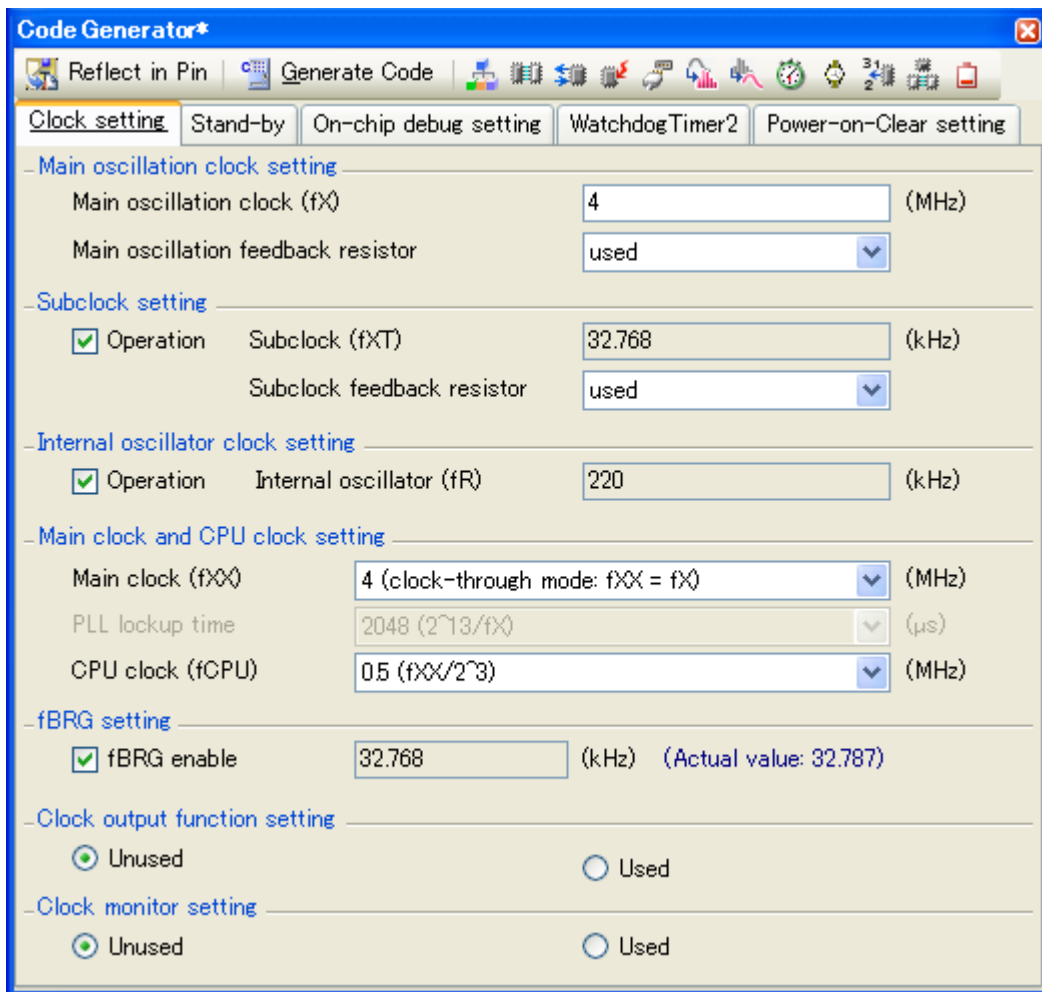 Code Generator*
Reflect in Pin Generate Code
Clock setting Stand-by On-chip debug setting WatchdogTimer2 Power-on-Clear setting
Main oscillation clock setting
Main oscillation clock (fX) 4 (MHz)
Main oscillation feedback resistor used
Subclock setting
Operation Subclock (fXT) 32.768 (kHz)
Subclock feedback resistor used
Internal oscillator clock setting
Operation Internal oscillator (fR) 220 (kHz)
Main clock and CPU clock setting
Main clock (fXX) 4 (clock-through mode: fXX = fX) (MHz)
PLL lockup time 2048 (2^13/fX) (μs)
CPU clock (fCPU) 0.5 (fXX/2^3) (MHz)
fBRG setting
fBRG enable 32.768 (kHz) (Actual value: 32.787)
Clock output function setting
Unused Used
Clock monitor setting
Unused Used